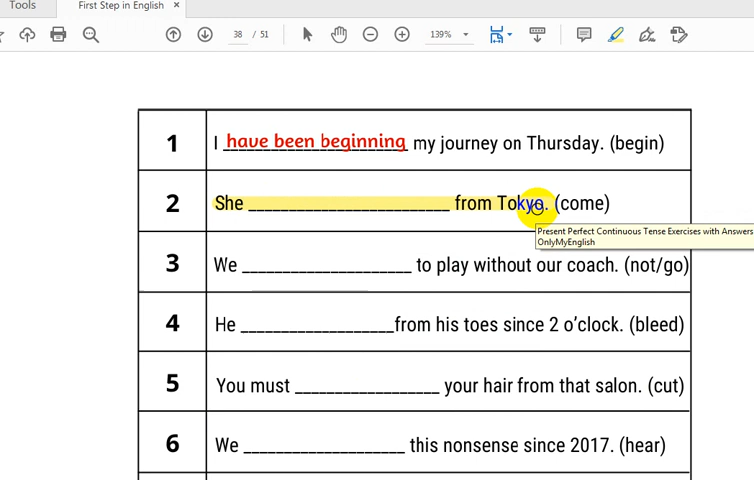 Tools
First Step in English ×
38 / 51
139%
1 I have been beginning my journey on Thursday. (begin)
2 She ____________________ from Tokyo. (come)
Present Perfect Continuous Tense Exercises with Answers
OnlyMyEnglish
3 We _________________ to play without our coach. (not/go)
4 He _______________from his toes since 2 o’clock. (bleed)
5 You must ______________ your hair from that salon. (cut)
6 We ________________ this nonsense since 2017. (hear)